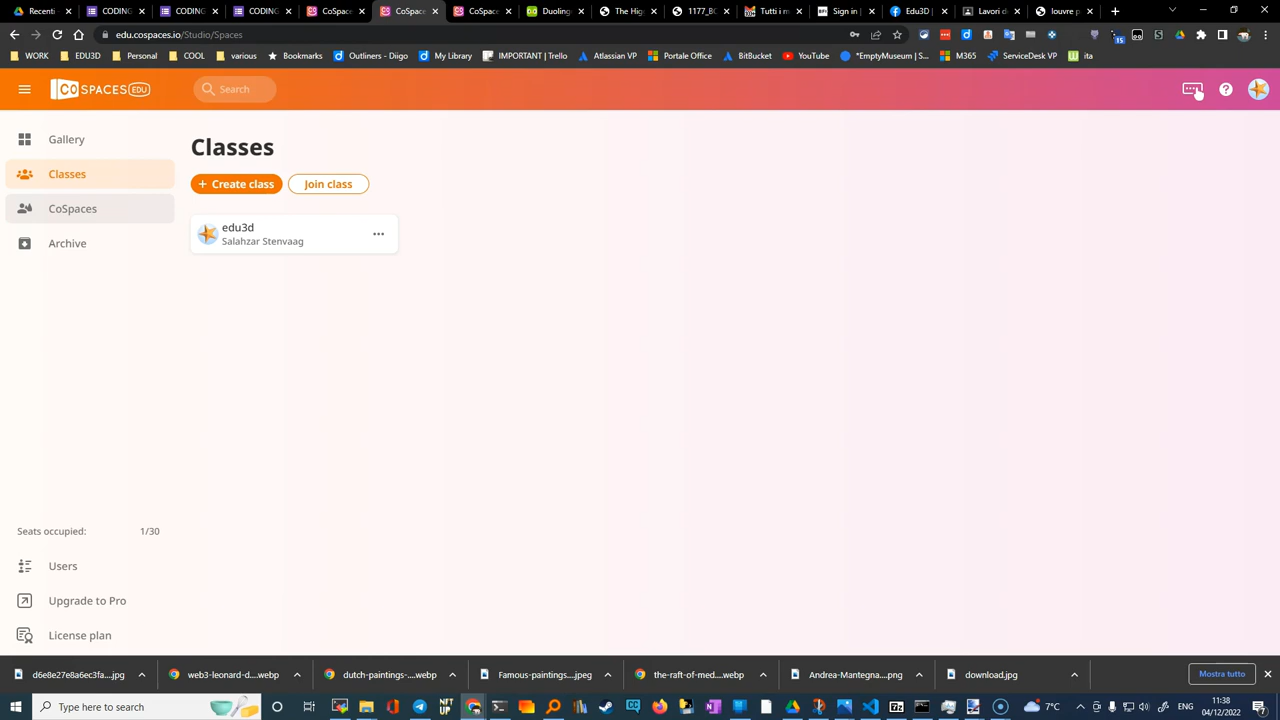 Recenti
CODING
CODING
CODING
CoSpace
CoSpace
CoSpace
Duoling
The Hig
1177_BC
Tutti i m
Sign in |
Edu3D |
Lavori d
louvre p
edu.cospaces.io/Studio/Spaces
15
WORK
EDU3D
Personal
COOL
various
Bookmarks
Outliners - Diigo
My Library
IMPORTANT | Trello
Atlassian VP
Portale Office
BitBucket
YouTube
*EmptyMuseum | S...
M365
ServiceDesk VP
ita
CO SPACES EDU
Search
Gallery
Classes
CoSpaces
Archive
Classes
+ Create class
Join class
edu3d
Salahzar Stenvaag
Seats occupied: 1/30
Users
Upgrade to Pro
License plan
d6e8e27e8a6ec3fa....jpg
web3-leonard-d....webp
dutch-paintings-....webp
Famous-paintings....jpeg
the-raft-of-med....webp
Andrea-Mantegna....png
download.jpg
Mostra tutto
Type here to search
NFT UP
7°C
ENG
11:38
04/12/2022